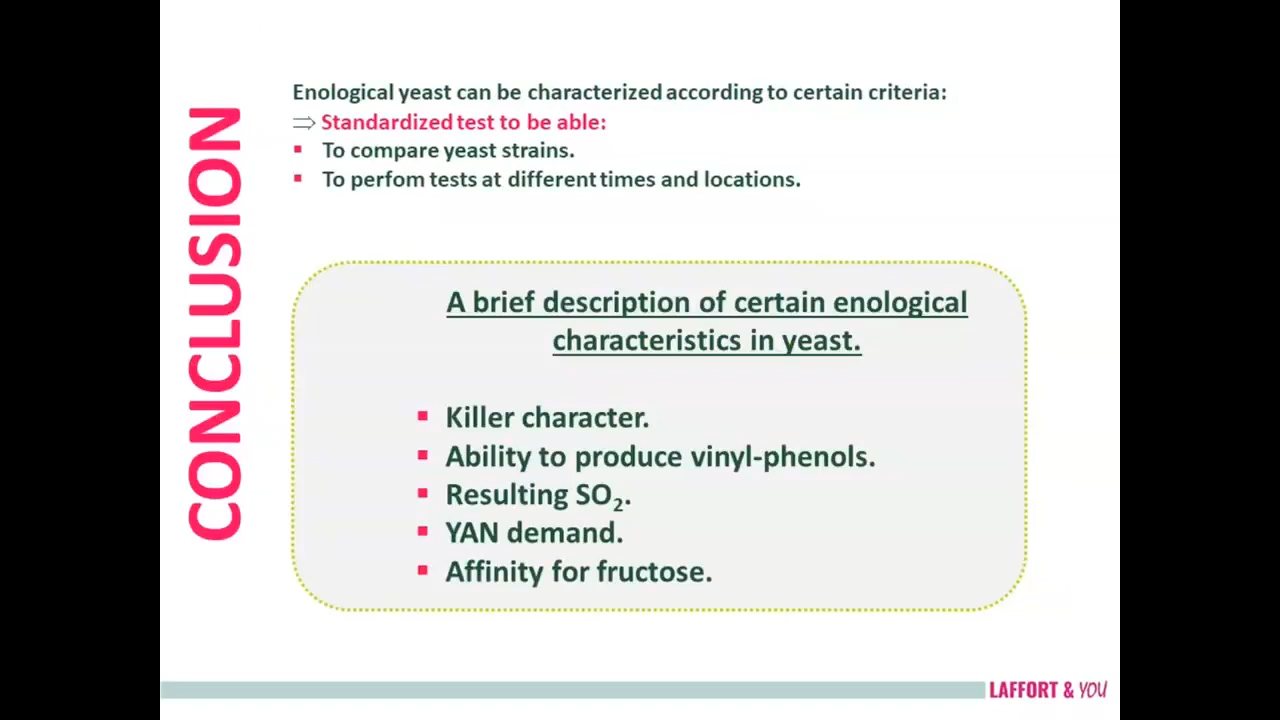 CONCLUSION
Enological yeast can be characterized according to certain criteria:
⇒ Standardized test to be able:
▪ To compare yeast strains.
▪ To perfom tests at different times and locations.
A brief description of certain enological
characteristics in yeast.
▪ Killer character.
▪ Ability to produce vinyl-phenols.
▪ Resulting SO₂.
▪ YAN demand.
▪ Affinity for fructose.
LAFFORT & YOU